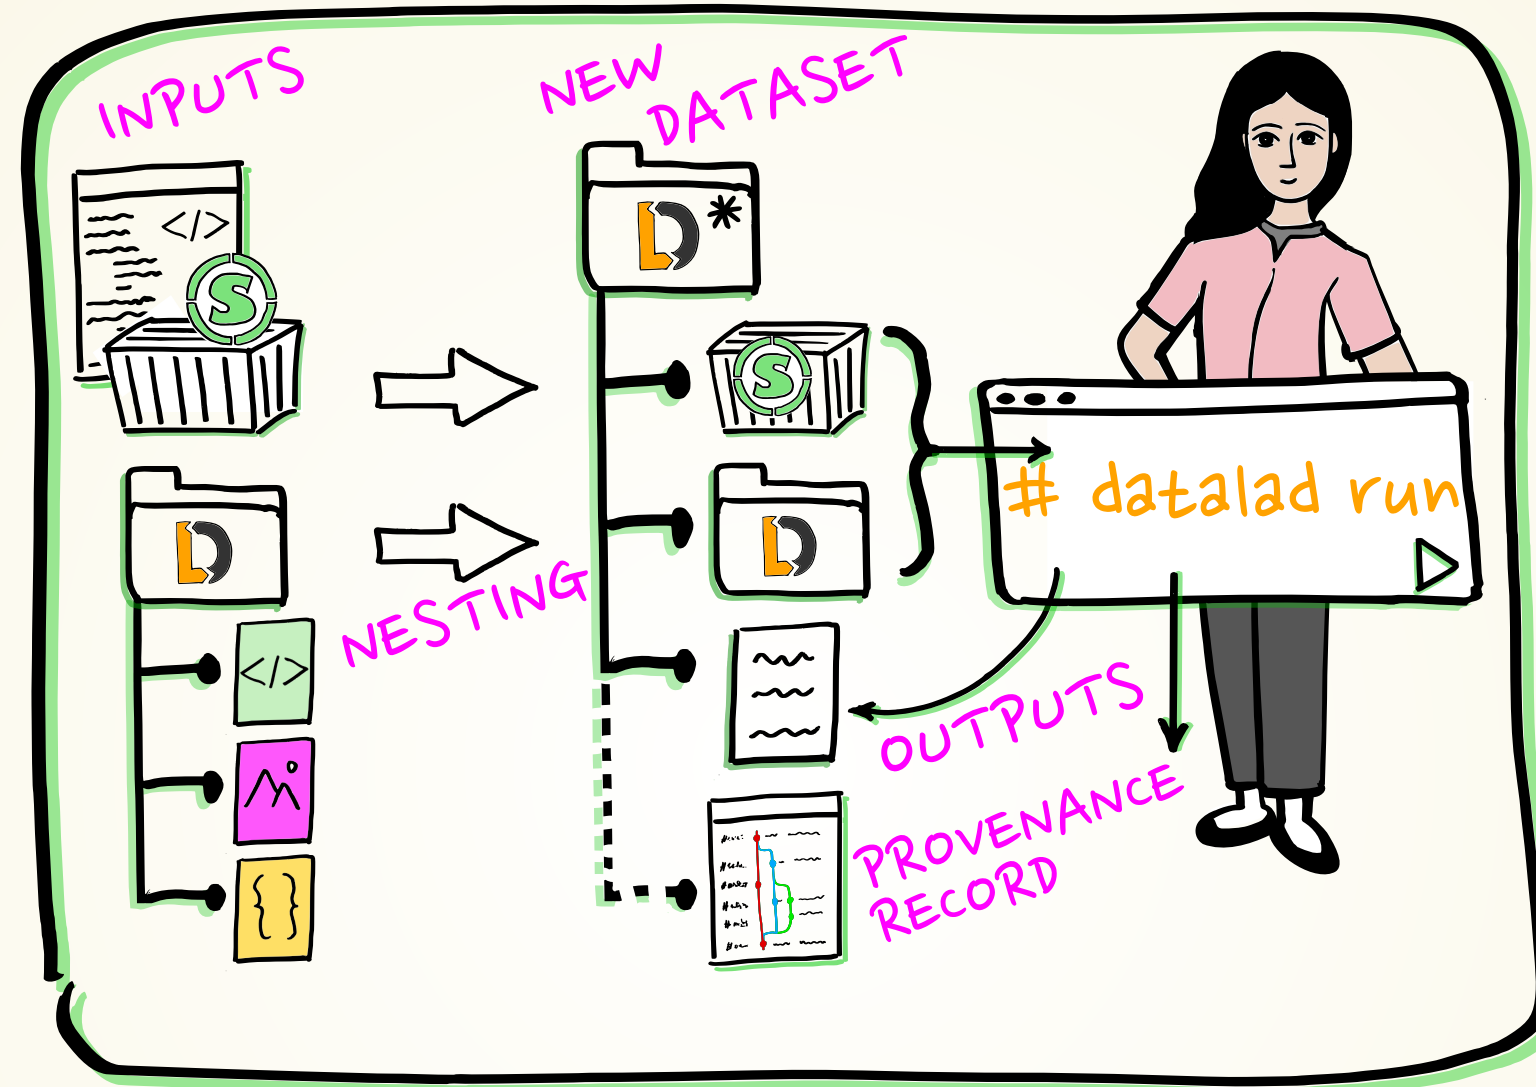 INPUTS
NEW
DATASET
</>
S
*
S
# datalad run
NESTING
</>
OUTPUTS
{ }
PROVENANCE
RECORD